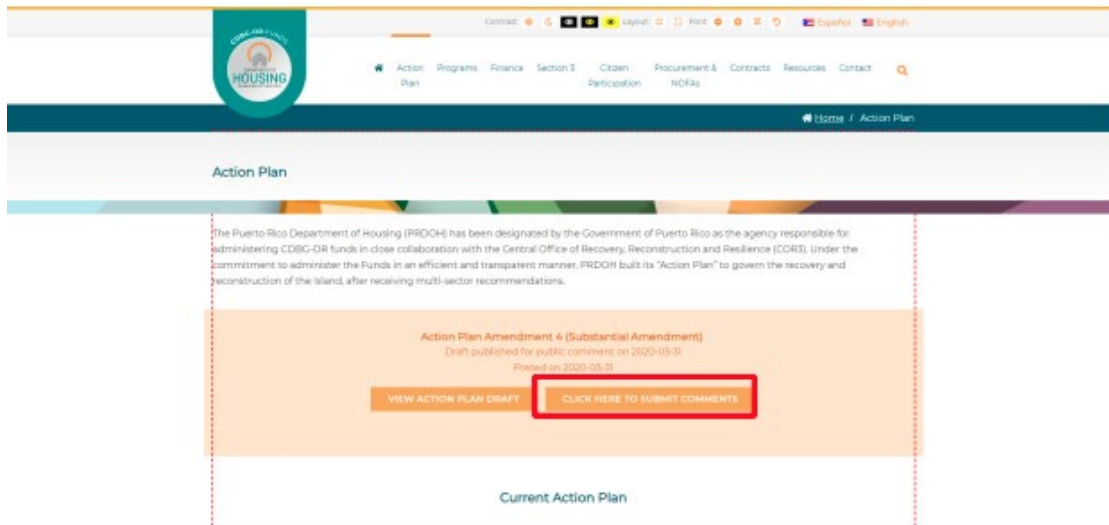 Contrast Layout Font Español English
CDBG-DR FUNDS
HOUSING
Action Plan Programs Finance Section 3 Citizen Participation Procurement & NOFAs Contracts Resources Contact
Home / Action Plan
Action Plan
The Puerto Rico Department of Housing (PRDOH) has been designated by the Government of Puerto Rico as the agency responsible for
administering CDBG-DR funds in close collaboration with the Central Office of Recovery, Reconstruction and Resilience (COR3). Under the
commitment to administer the Funds in an efficient and transparent manner, PRDOH built its "Action Plan" to govern the recovery and
reconstruction of the Island, after receiving multi-sector recommendations.
Action Plan Amendment 4 (Substantial Amendment)
Draft published for public comment on 2020-03-31
Posted on 2020-03-31
VIEW ACTION PLAN DRAFT CLICK HERE TO SUBMIT COMMENTS
Current Action Plan